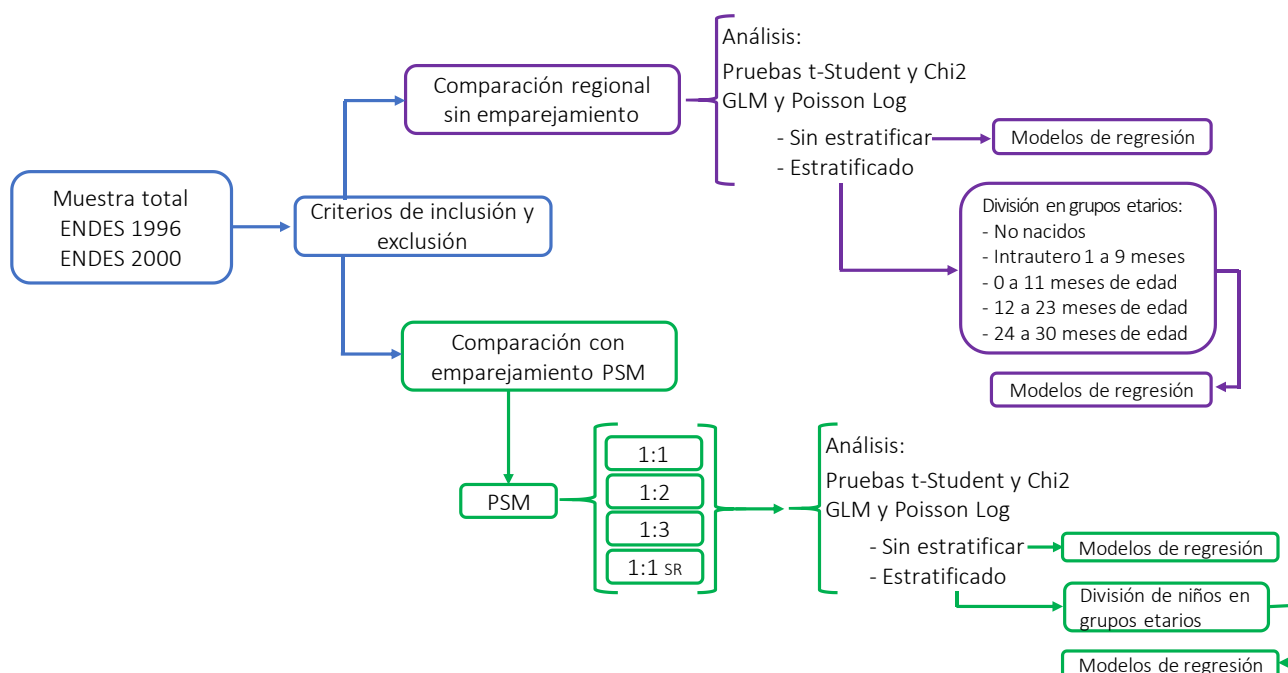 Muestra total
ENDES 1996
ENDES 2000
Criterios de inclusión y
exclusión
Comparación regional
sin emparejamiento
Análisis:
Pruebas t-Student y Chi2
GLM y Poisson Log
- Sin estratificar
- Estratificado
Modelos de regresión
División en grupos etarios:
- No nacidos
- Intrautero 1 a 9 meses
- 0 a 11 meses de edad
- 12 a 23 meses de edad
- 24 a 30 meses de edad
Modelos de regresión
Comparación con
emparejamiento PSM
PSM
1:1
1:2
1:3
1:1 SR
Análisis:
Pruebas t-Student y Chi2
GLM y Poisson Log
- Sin estratificar
- Estratificado
Modelos de regresión
División de niños en
grupos etarios
Modelos de regresión